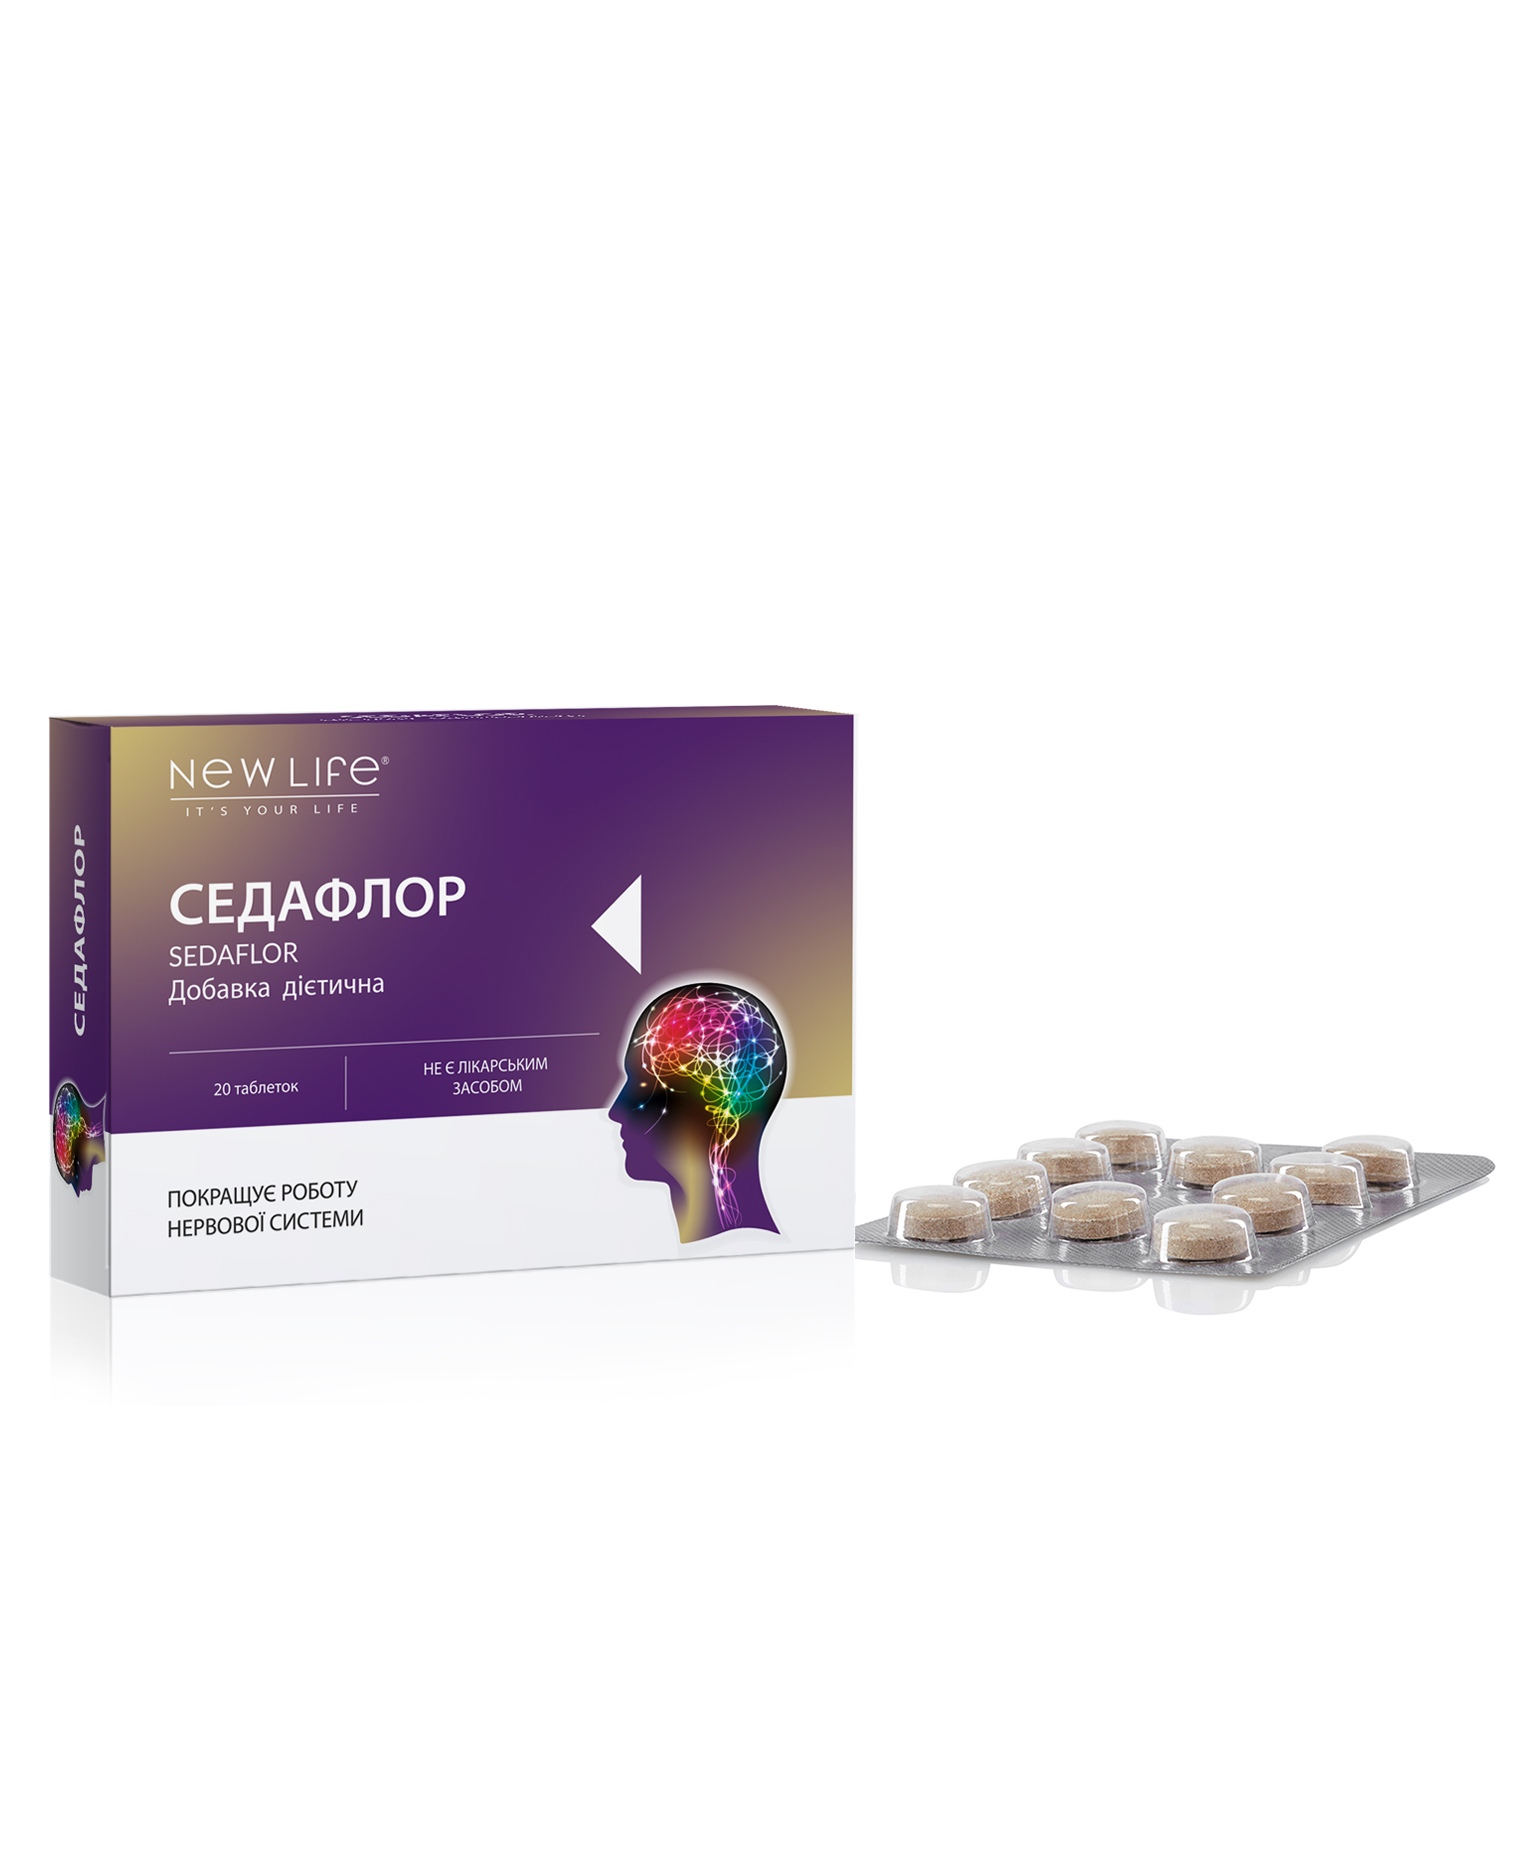 NEW LIFE®
IT'S YOUR LIFE
СЕДАФЛОР
SEDAFLOR
Добавка дієтична
20 таблеток
НЕ Є ЛІКАРСЬКИМ
ЗАСОБОМ
ПОКРАЩУЄ РОБОТУ
НЕРВОВОЇ СИСТЕМИ
СЕДАФЛОР